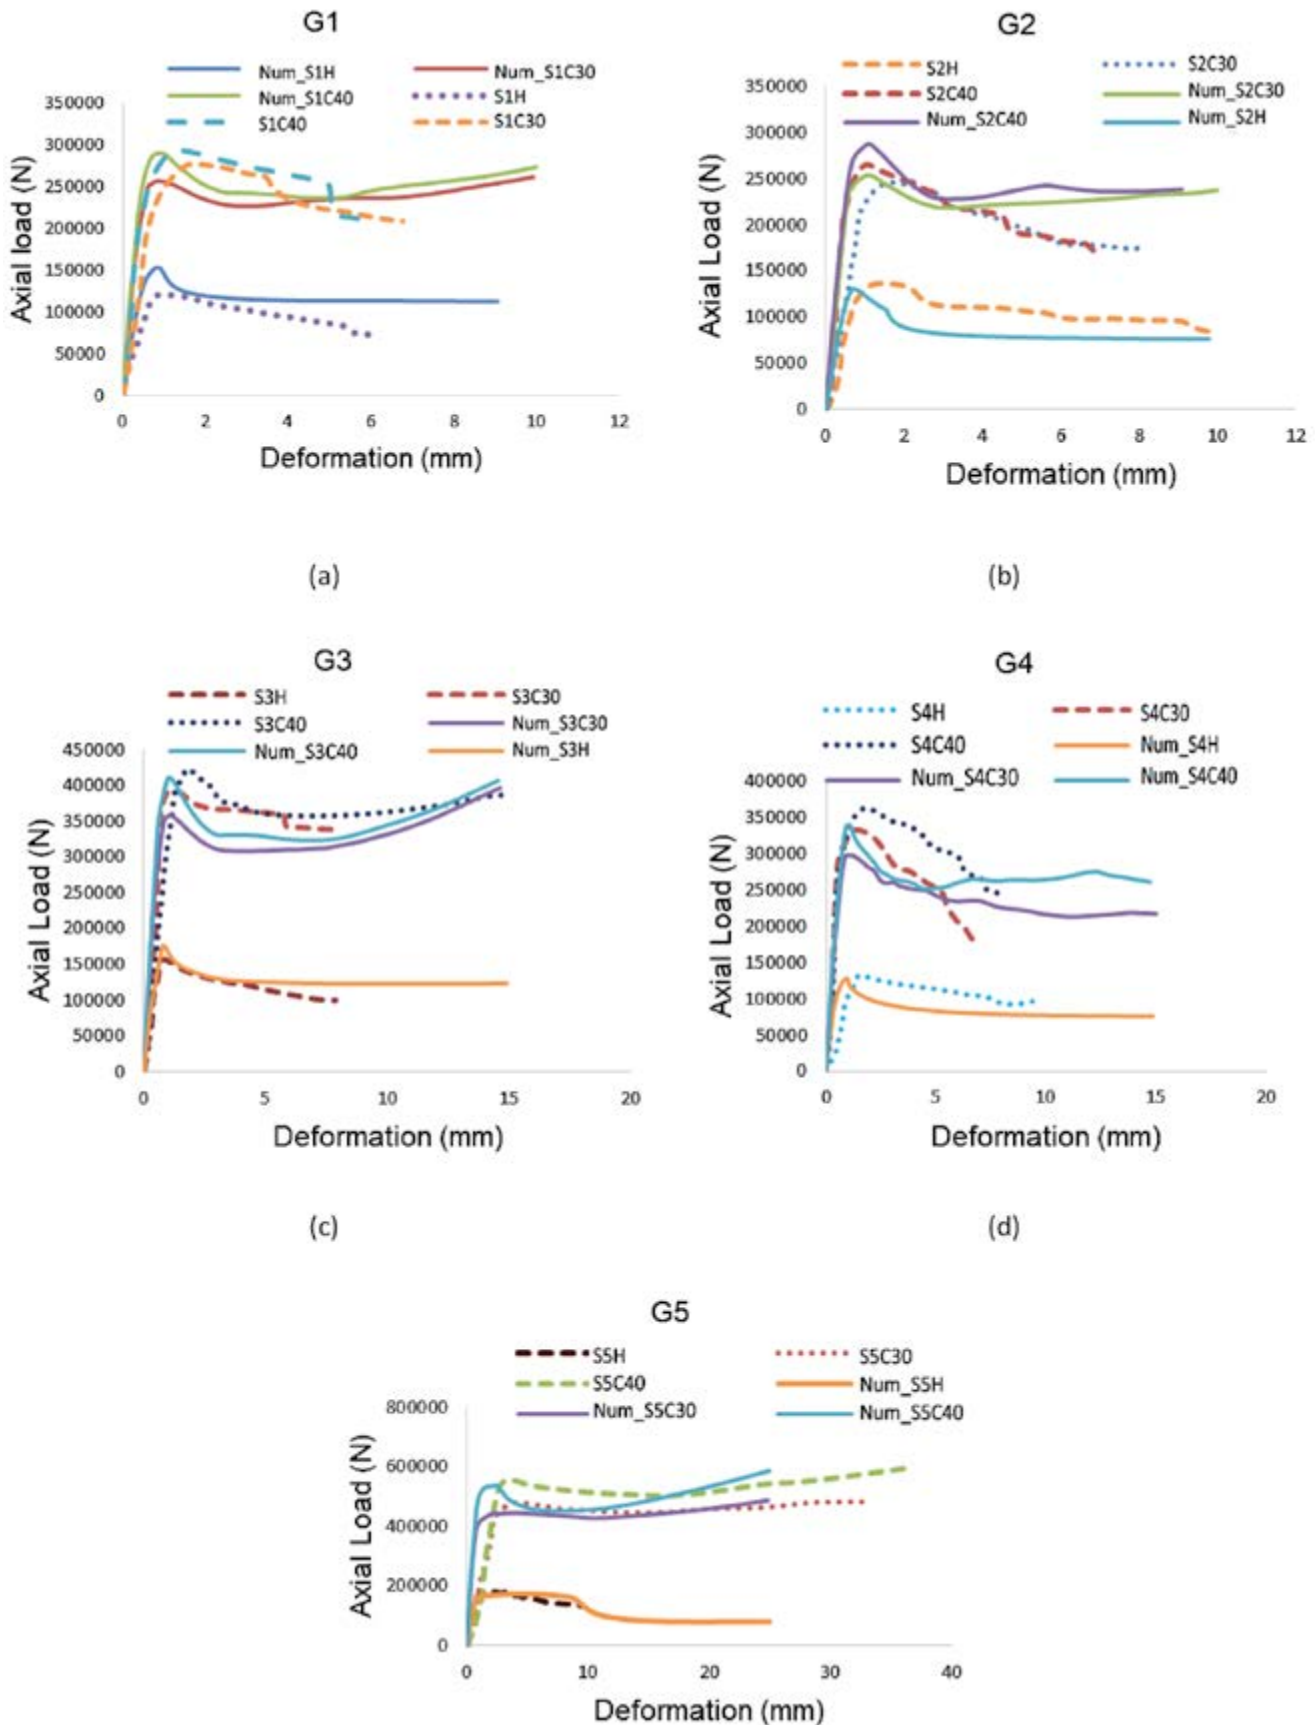 G1
Num_S1H Num_S1C30
Num_S1C40 S1H
S1C40 S1C30
350000
300000
250000
200000
150000
100000
50000
0
Axial load (N)
0 2 4 6 8 10 12
Deformation (mm)
(a)
G2
S2H S2C30
S2C40 Num_S2C30
Num_S2C40 Num_S2H
350000
300000
250000
200000
150000
100000
50000
0
Axial Load (N)
0 2 4 6 8 10 12
Deformation (mm)
(b)
G3
S3H S3C30
S3C40 Num_S3C30
Num_S3C40 Num_S3H
450000
400000
350000
300000
250000
200000
150000
100000
50000
0
Axial Load (N)
0 5 10 15 20
Deformation (mm)
(c)
G4
S4H S4C30
S4C40 Num_S4H
Num_S4C30 Num_S4C40
400000
350000
300000
250000
200000
150000
100000
50000
0
Axial Load (N)
0 5 10 15 20
Deformation (mm)
(d)
G5
S5H S5C30
S5C40 Num_S5H
Num_S5C30 Num_S5C40
800000
600000
400000
200000
0
Axial Load (N)
0 10 20 30 40
Deformation (mm)